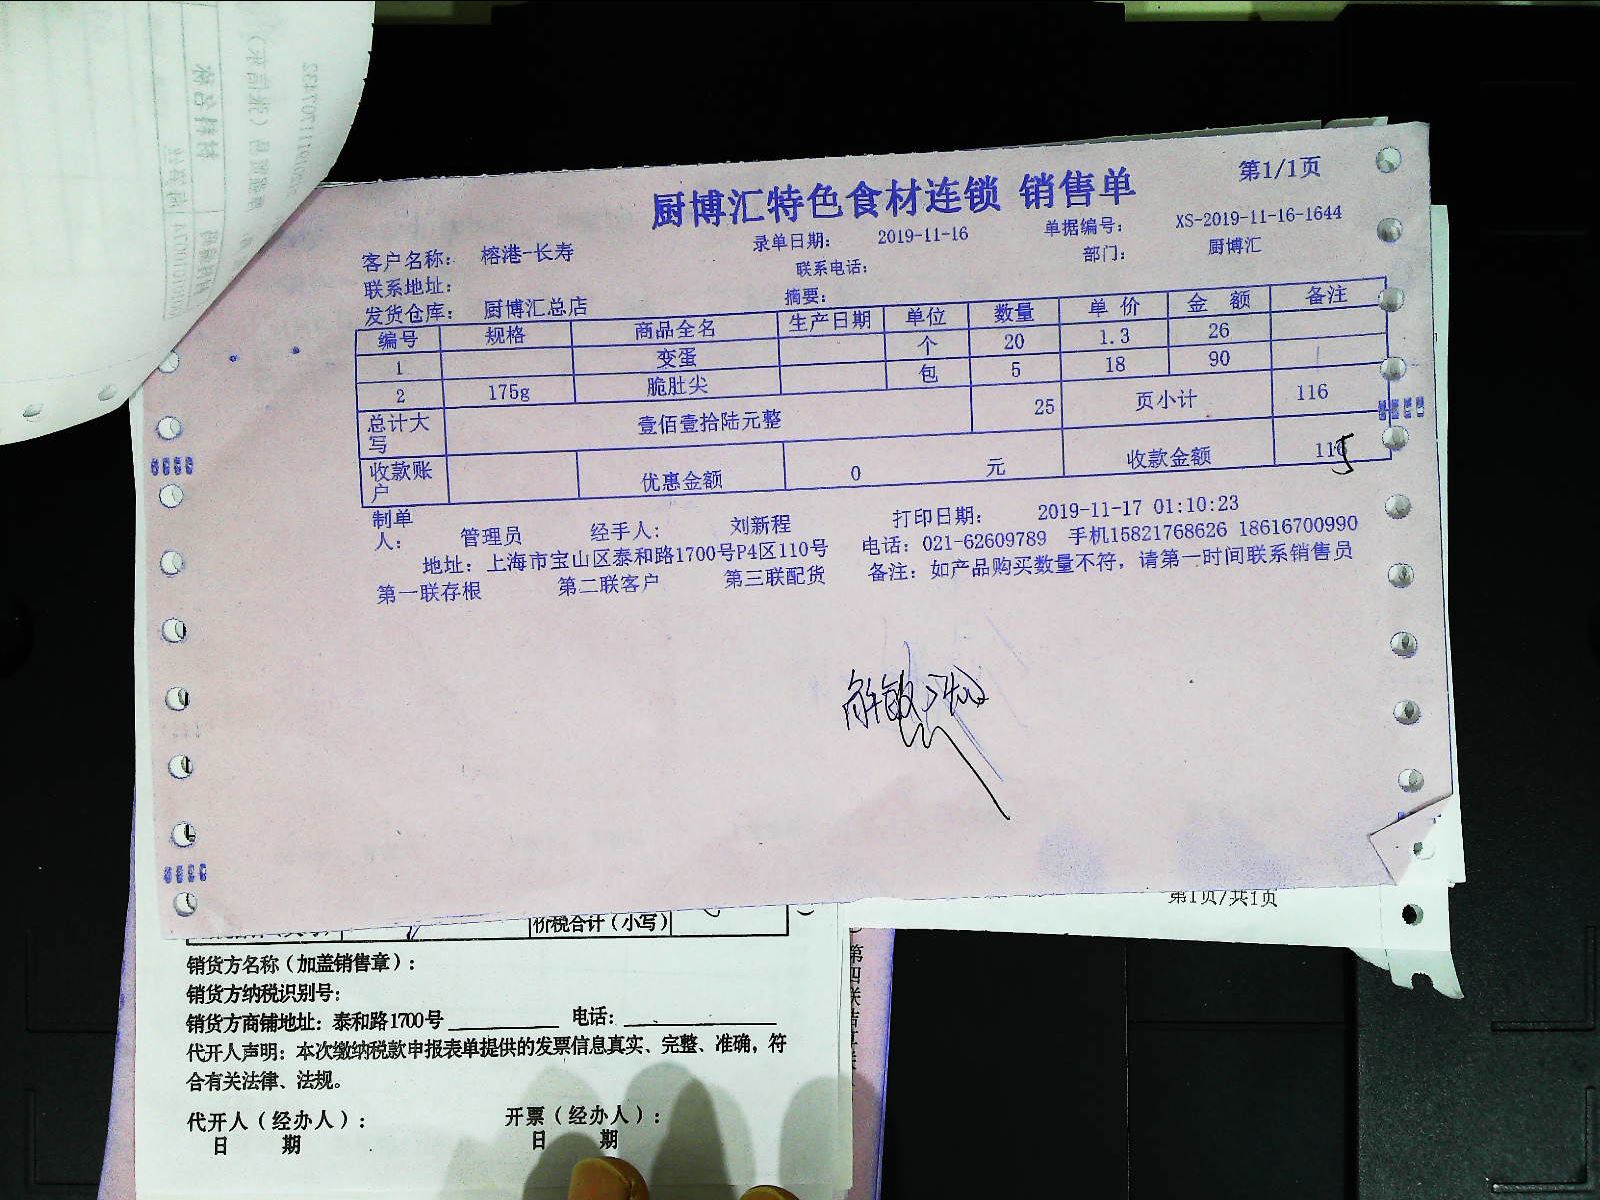 厨博汇特色食材连锁 销售单
第1/1页
客户名称: 榕港-长寿 录单日期: 2019-11-16 单据编号: XS-2019-11-16-1644
联系地址: 联系电话: 部门: 厨博汇
发货仓库: 厨博汇总店 摘要:
编号 规格 商品全名 生产日期 单位 数量 单价 金额 备注
1 变蛋 个 20 1.3 26
2 175g 脆肚尖 包 5 18 90
总计大写 壹佰壹拾陆元整 25 页小计 116
收款账户 优惠金额 0 元 收款金额 116
制单人: 管理员 经手人: 刘新程 打印日期: 2019-11-17 01:10:23
地址: 上海市宝山区泰和路1700号P4区110号 电话: 021-62609789 手机15821768626 18616700990
第一联存根 第二联客户 第三联配货 备注: 如产品购买数量不符, 请第一时间联系销售员
第1页/共1页
价税合计(小写)
销货方名称(加盖销售章):
销货方纳税识别号:
销货方商铺地址: 泰和路1700号 电话:
代开人声明: 本次缴纳税款申报表单提供的发票信息真实、完整、准确, 符
合有关法律、法规。
代开人(经办人): 开票(经办人):
日 期 日 期